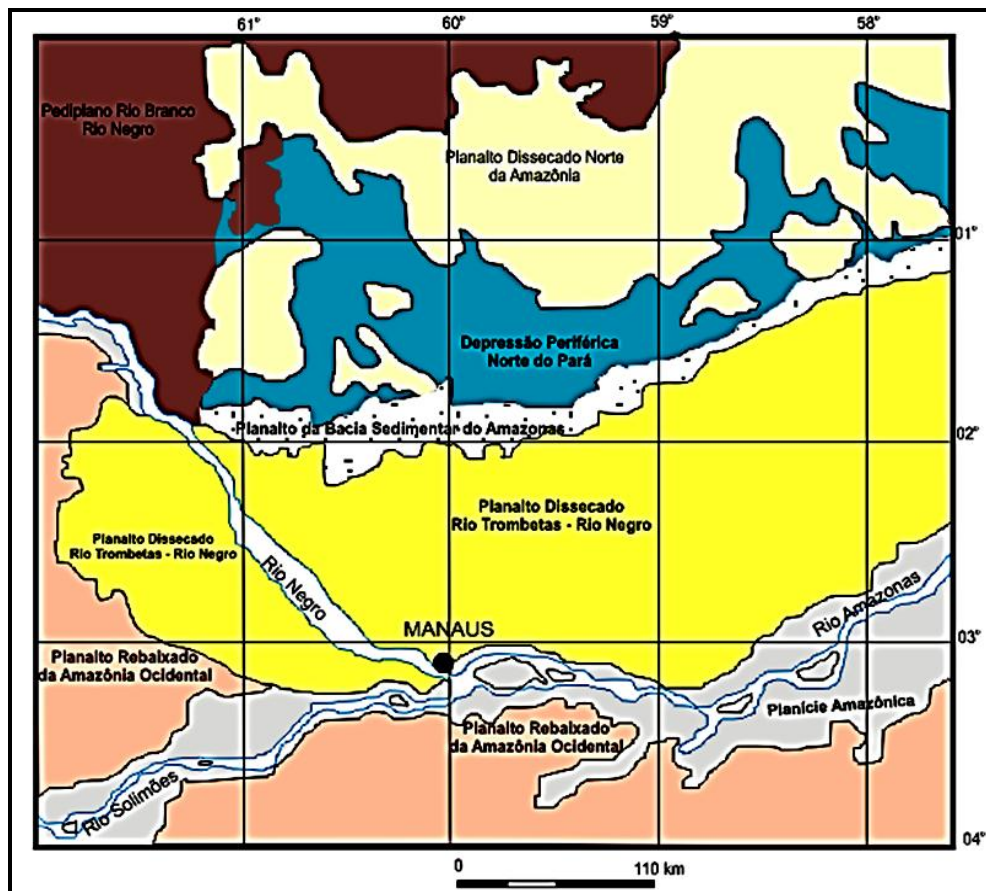 61°
60°
59°
58°
Pediplano Rio Branco
Rio Negro
Planalto Dissecado Norte
da Amazônia
01°
Depressão Periférica
Norte do Pará
Planalto da Bacia Sedimentar do Amazonas
02°
Planalto Dissecado
Rio Trombetas - Rio Negro
Planalto Dissecado
Rio Trombetas - Rio Negro
Rio Negro
Rio Amazonas
MANAUS
03°
Planalto Rebaixado
da Amazônia Ocidental
Planície Amazônica
Planalto Rebaixado
da Amazônia Ocidental
Rio Solimões
04°
0
110 km